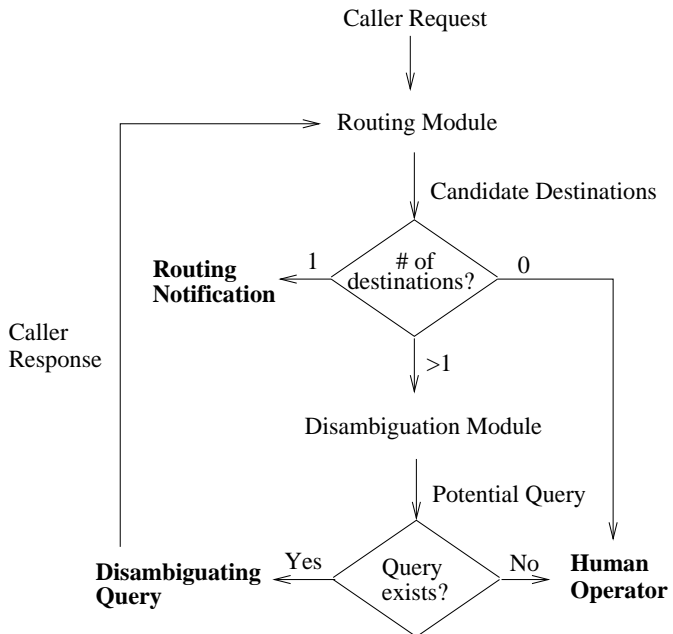 Caller Request
Routing Module
Candidate Destinations
# of
destinations?
1
0
Routing
Notification
Caller
Response
>1
Disambiguation Module
Potential Query
Query
exists?
Yes
No
Disambiguating
Query
Human
Operator